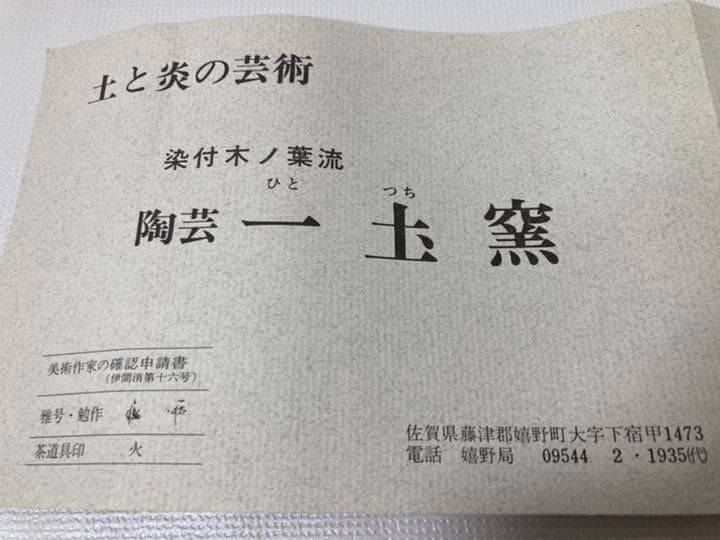 土と炎の芸術
染付木ノ葉流
ひと つち
陶芸 一 圡 窯
美術作家の確認申請書
(伊間消第十六号)
雅号・勉作
茶道具印 火
佐賀県藤津郡嬉野町大字下宿甲1473
電話 嬉野局 09544 2・1935㈹